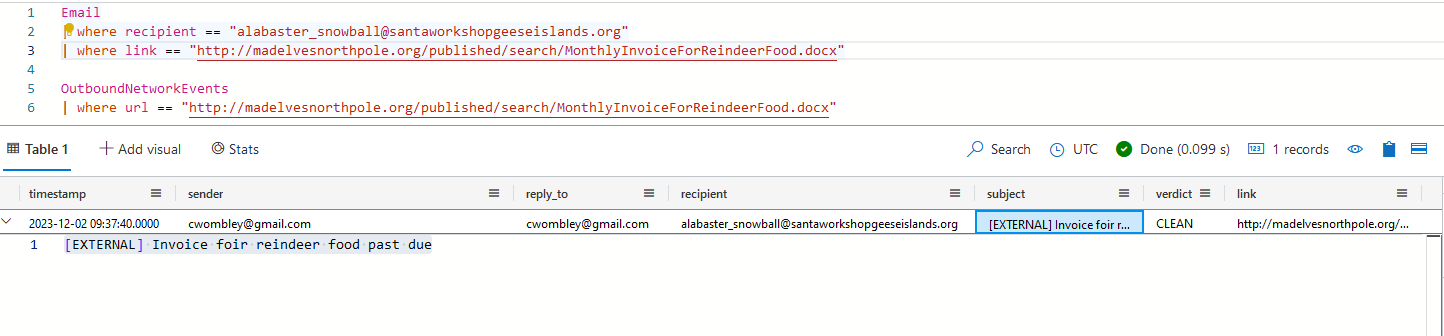 1 Email
2 | where recipient == "alabaster_snowball@santaworkshopgeeseislands.org"
3 | where link == "http://madelvesnorthpole.org/published/search/MonthlyInvoiceForReindeerFood.docx"
4
5 OutboundNetworkEvents
6 | where url == "http://madelvesnorthpole.org/published/search/MonthlyInvoiceForReindeerFood.docx"
Table 1 Add visual Stats Search UTC Done (0.099 s) 123 1 records
timestamp sender reply_to recipient subject verdict link
2023-12-02 09:37:40.0000 cwombley@gmail.com cwombley@gmail.com alabaster_snowball@santaworkshopgeeseislands.org [EXTERNAL] Invoice foir r... CLEAN http://madelvesnorthpole.org/...
1 [EXTERNAL] Invoice foir reindeer food past due